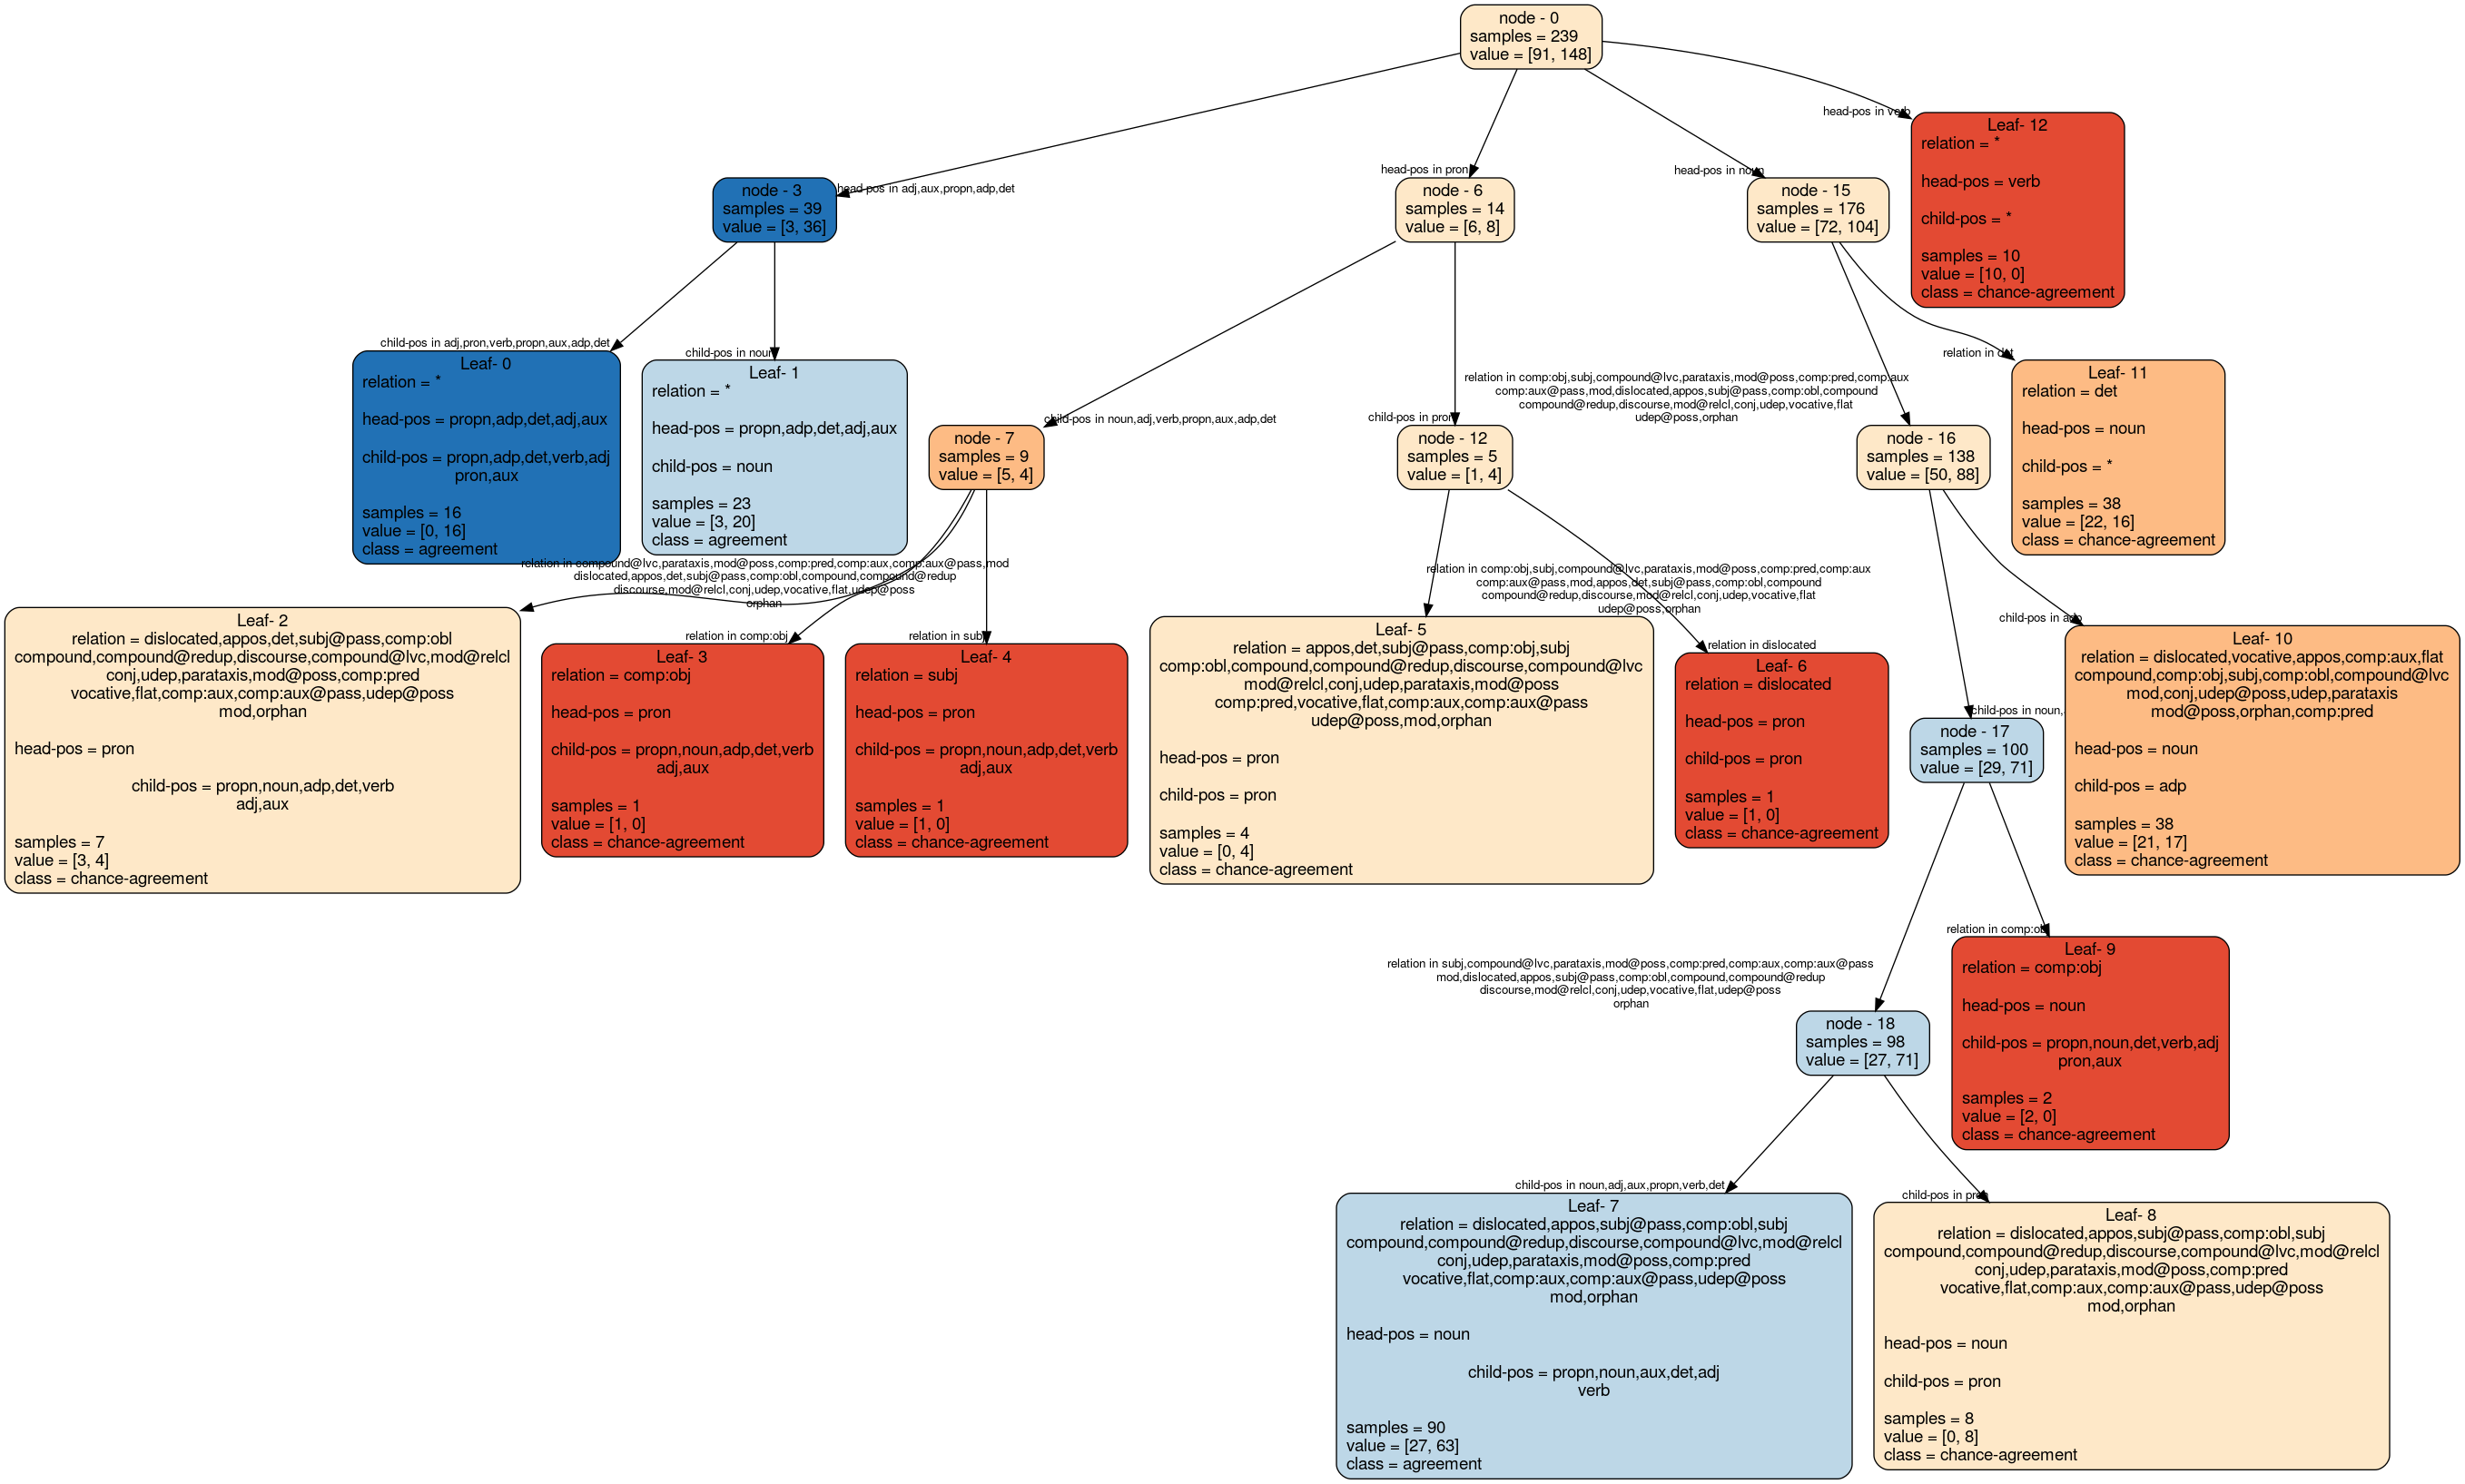 node - 0
samples = 239
value = [91, 148]
head-pos in verb
Leaf- 12
relation = *
head-pos = verb
child-pos = *
samples = 10
value = [10, 0]
class = chance-agreement
head-pos in adj,aux,propn,adp,det
node - 3
samples = 39
value = [3, 36]
head-pos in pron
node - 6
samples = 14
value = [6, 8]
head-pos in noun
node - 15
samples = 176
value = [72, 104]
child-pos in adj,pron,verb,propn,aux,adp,det
Leaf- 0
relation = *
head-pos = propn,adp,det,adj,aux
child-pos = propn,adp,det,verb,adj
pron,aux
samples = 16
value = [0, 16]
class = agreement
child-pos in noun
Leaf- 1
relation = *
head-pos = propn,adp,det,adj,aux
child-pos = noun
samples = 23
value = [3, 20]
class = agreement
child-pos in noun,adj,verb,propn,aux,adp,det
node - 7
samples = 9
value = [5, 4]
child-pos in pron
node - 12
samples = 5
value = [1, 4]
relation in comp:obj,subj,compound@lvc,parataxis,mod@poss,comp:pred,comp:aux
comp:aux@pass,mod,dislocated,appos,subj@pass,comp:obl,compound
compound@redup,discourse,mod@relcl,conj,udep,vocative,flat
udep@poss,orphan
node - 16
samples = 138
value = [50, 88]
relation in det
Leaf- 11
relation = det
head-pos = noun
child-pos = *
samples = 38
value = [22, 16]
class = chance-agreement
relation in compound@lvc,parataxis,mod@poss,comp:pred,comp:aux,comp:aux@pass,mod
dislocated,appos,det,subj@pass,comp:obl,compound,compound@redup
discourse,mod@relcl,conj,udep,vocative,flat,udep@poss
orphan
Leaf- 2
relation = dislocated,appos,det,subj@pass,comp:obl
compound,compound@redup,discourse,compound@lvc,mod@relcl
conj,udep,parataxis,mod@poss,comp:pred
vocative,flat,comp:aux,comp:aux@pass,udep@poss
mod,orphan
head-pos = pron
child-pos = propn,noun,adp,det,verb
adj,aux
samples = 7
value = [3, 4]
class = chance-agreement
relation in comp:obj
Leaf- 3
relation = comp:obj
head-pos = pron
child-pos = propn,noun,adp,det,verb
adj,aux
samples = 1
value = [1, 0]
class = chance-agreement
relation in subj
Leaf- 4
relation = subj
head-pos = pron
child-pos = propn,noun,adp,det,verb
adj,aux
samples = 1
value = [1, 0]
class = chance-agreement
relation in comp:obj,subj,compound@lvc,parataxis,mod@poss,comp:pred,comp:aux
comp:aux@pass,mod,appos,det,subj@pass,comp:obl,compound
compound@redup,discourse,mod@relcl,conj,udep,vocative,flat
udep@poss,orphan
Leaf- 5
relation = appos,det,subj@pass,comp:obj,subj
comp:obl,compound,compound@redup,discourse,compound@lvc
mod@relcl,conj,udep,parataxis,mod@poss
comp:pred,vocative,flat,comp:aux,comp:aux@pass
udep@poss,mod,orphan
head-pos = pron
child-pos = pron
samples = 4
value = [0, 4]
class = chance-agreement
relation in dislocated
Leaf- 6
relation = dislocated
head-pos = pron
child-pos = pron
samples = 1
value = [1, 0]
class = chance-agreement
child-pos in noun,
node - 17
samples = 100
value = [29, 71]
child-pos in adp
Leaf- 10
relation = dislocated,vocative,appos,comp:aux,flat
compound,comp:obj,subj,comp:obl,compound@lvc
mod,conj,udep@poss,udep,parataxis
mod@poss,orphan,comp:pred
head-pos = noun
child-pos = adp
samples = 38
value = [21, 17]
class = chance-agreement
relation in subj,compound@lvc,parataxis,mod@poss,comp:pred,comp:aux,comp:aux@pass
mod,dislocated,appos,subj@pass,comp:obl,compound,compound@redup
discourse,mod@relcl,conj,udep,vocative,flat,udep@poss
orphan
node - 18
samples = 98
value = [27, 71]
relation in comp:obj
Leaf- 9
relation = comp:obj
head-pos = noun
child-pos = propn,noun,det,verb,adj
pron,aux
samples = 2
value = [2, 0]
class = chance-agreement
child-pos in noun,adj,aux,propn,verb,det
Leaf- 7
relation = dislocated,appos,subj@pass,comp:obl,subj
compound,compound@redup,discourse,compound@lvc,mod@relcl
conj,udep,parataxis,mod@poss,comp:pred
vocative,flat,comp:aux,comp:aux@pass,udep@poss
mod,orphan
head-pos = noun
child-pos = propn,noun,aux,det,adj
verb
samples = 90
value = [27, 63]
class = agreement
child-pos in pron
Leaf- 8
relation = dislocated,appos,subj@pass,comp:obl,subj
compound,compound@redup,discourse,compound@lvc,mod@relcl
conj,udep,parataxis,mod@poss,comp:pred
vocative,flat,comp:aux,comp:aux@pass,udep@poss
mod,orphan
head-pos = noun
child-pos = pron
samples = 8
value = [0, 8]
class = chance-agreement